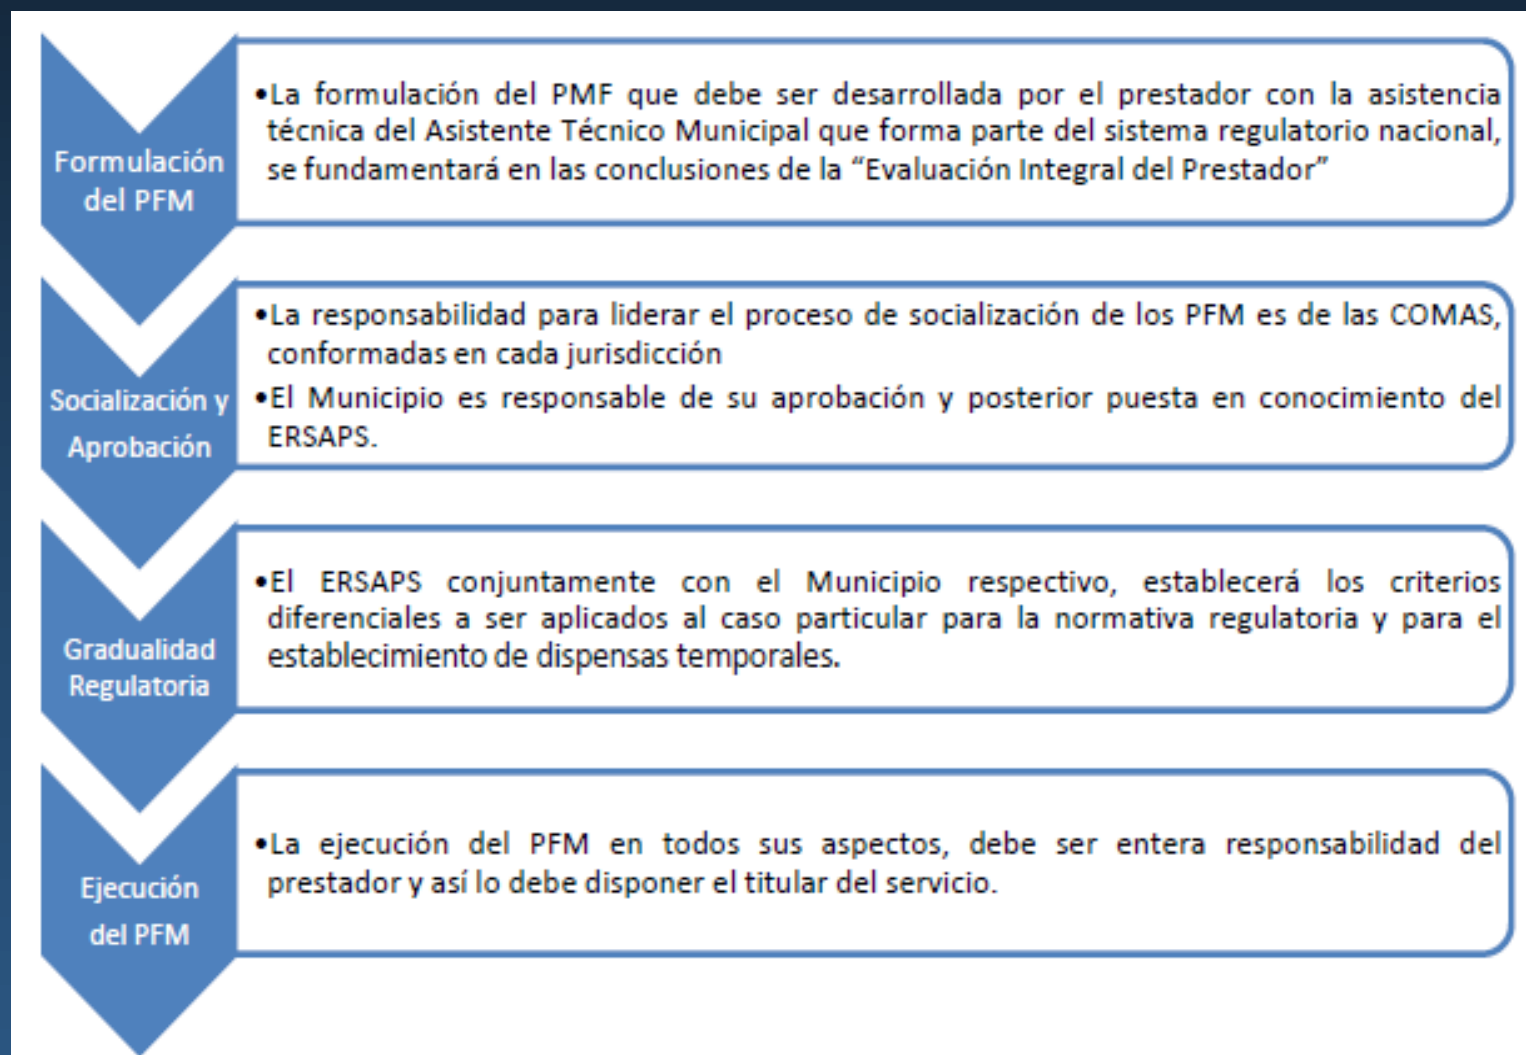 Formulación
del PFM
•La formulación del PMF que debe ser desarrollada por el prestador con la asistencia
técnica del Asistente Técnico Municipal que forma parte del sistema regulatorio nacional,
se fundamentará en las conclusiones de la “Evaluación Integral del Prestador”
Socialización y
Aprobación
•La responsabilidad para liderar el proceso de socialización de los PFM es de las COMAS,
conformadas en cada jurisdicción
•El Municipio es responsable de su aprobación y posterior puesta en conocimiento del
ERSAPS.
Gradualidad
Regulatoria
•El ERSAPS conjuntamente con el Municipio respectivo, establecerá los criterios
diferenciales a ser aplicados al caso particular para la normativa regulatoria y para el
establecimiento de dispensas temporales.
Ejecución
del PFM
•La ejecución del PFM en todos sus aspectos, debe ser entera responsabilidad del
prestador y así lo debe disponer el titular del servicio.